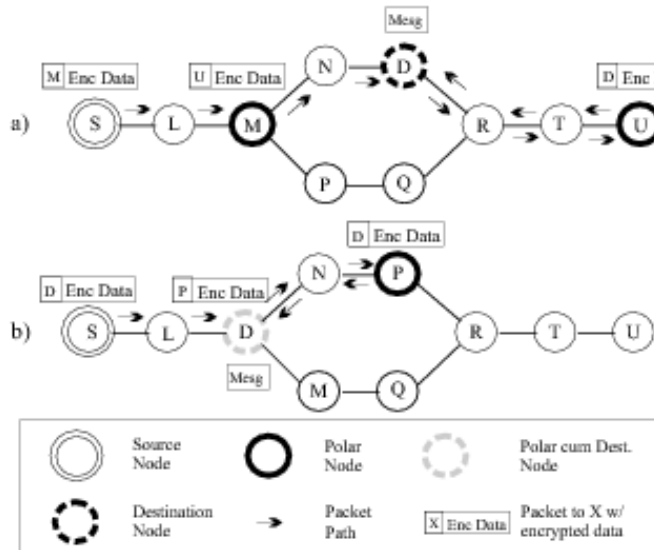 Mesg
M Enc Data
U Enc Data
D Enc
N
D
a)
S
L
M
R
T
U
P
Q
D Enc Data
D Enc Data
P Enc Data
N
P
b)
S
L
D
R
T
U
Mesg
M
Q
Source Node
Polar Node
Polar cum Dest. Node
Destination Node
Packet Path
X Enc Data
Packet to X w/ encrypted data